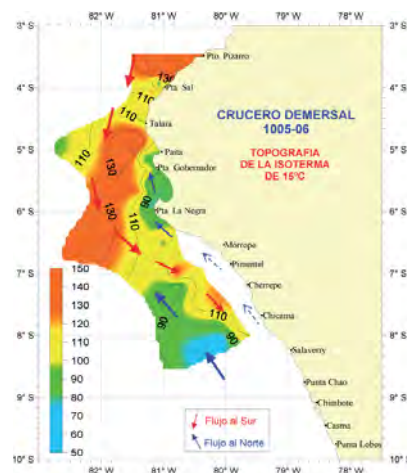 82° W 81° W 80° W 79° W 78° W
3° S
Pto. Pizarro
130
4° S
Pta. Sal
110
CRUCERO DEMERSAL
110
1005-06
Talara
TOPOGRAFIA
5° S
110
Paita
DE LA ISOTERMA
Pta. Gobernador
DE 15°C
130
90
6° S
130
110
Pta. La Negra
Morrope
7° S
Pimentel
150
Cherrepe
140
110
130
90
Chicama
8° S
120
90
110
Salaverry
100
90
Punta Chao
9° S
80
Chimbote
70
Flujo al Sur
60
Flujo al Norte
Casma
50
Punta Lobos
10° S
82° W 81° W 80° W 79° W 78° W